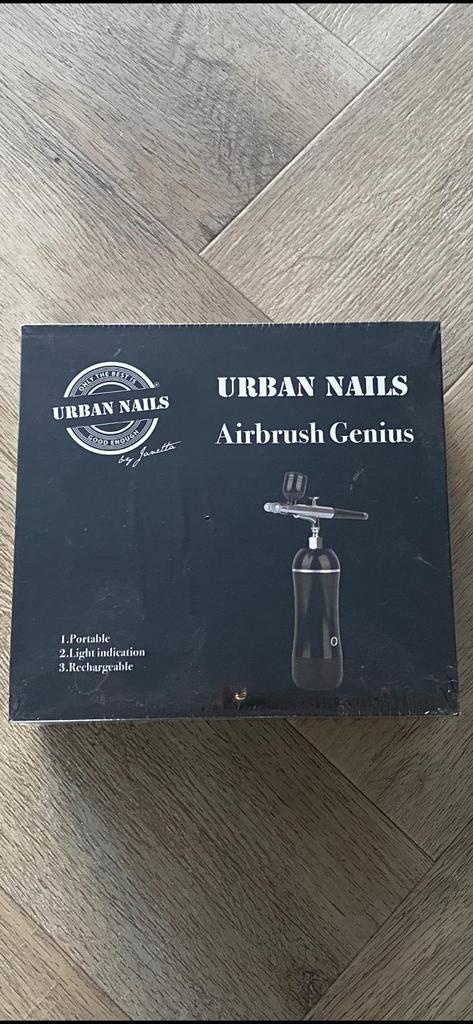 ONLY THE BEST IS
URBAN NAILS
®
GOOD ENOUGH
by Janetta
URBAN NAILS
Airbrush Genius
1.Portable
2.Light indication
3.Rechargeable